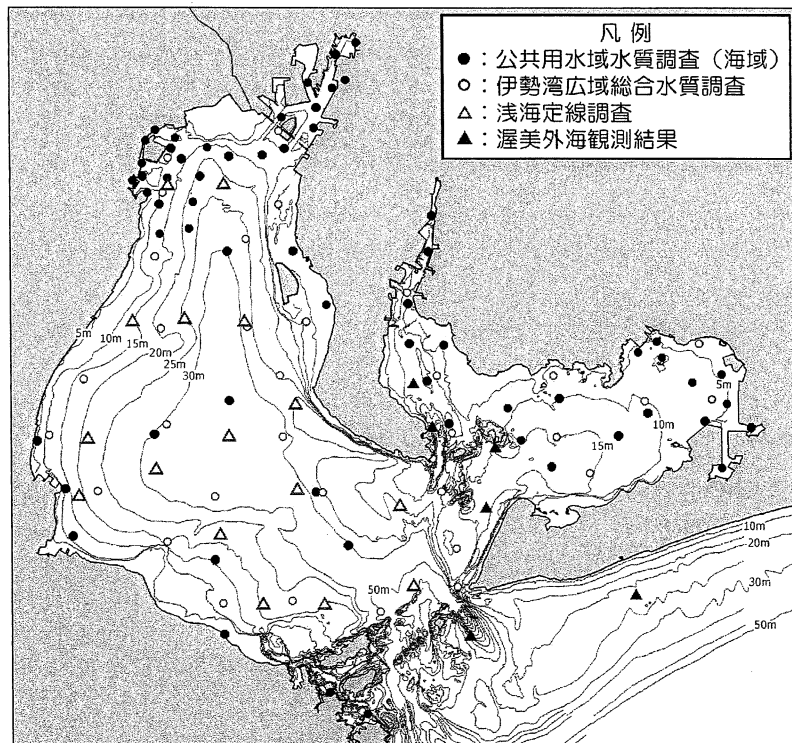 凡例
●：公共用水域水質調査（海域）
○：伊勢湾広域総合水質調査
△：浅海定線調査
▲：渥美外海観測結果
5m
10m
15m
20m
25m
30m
5m
10m
15m
50m
10m
20m
30m
50m